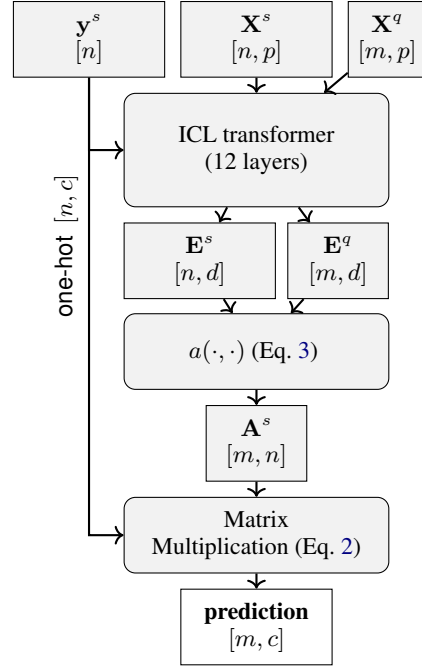 y^s
[n]
X^s
[n, p]
X^q
[m, p]
ICL transformer
(12 layers)
one-hot [n, c]
E^s
[n, d]
E^q
[m, d]
a(·, ·) (Eq. 3)
A^s
[m, n]
Matrix
Multiplication (Eq. 2)
prediction
[m, c]